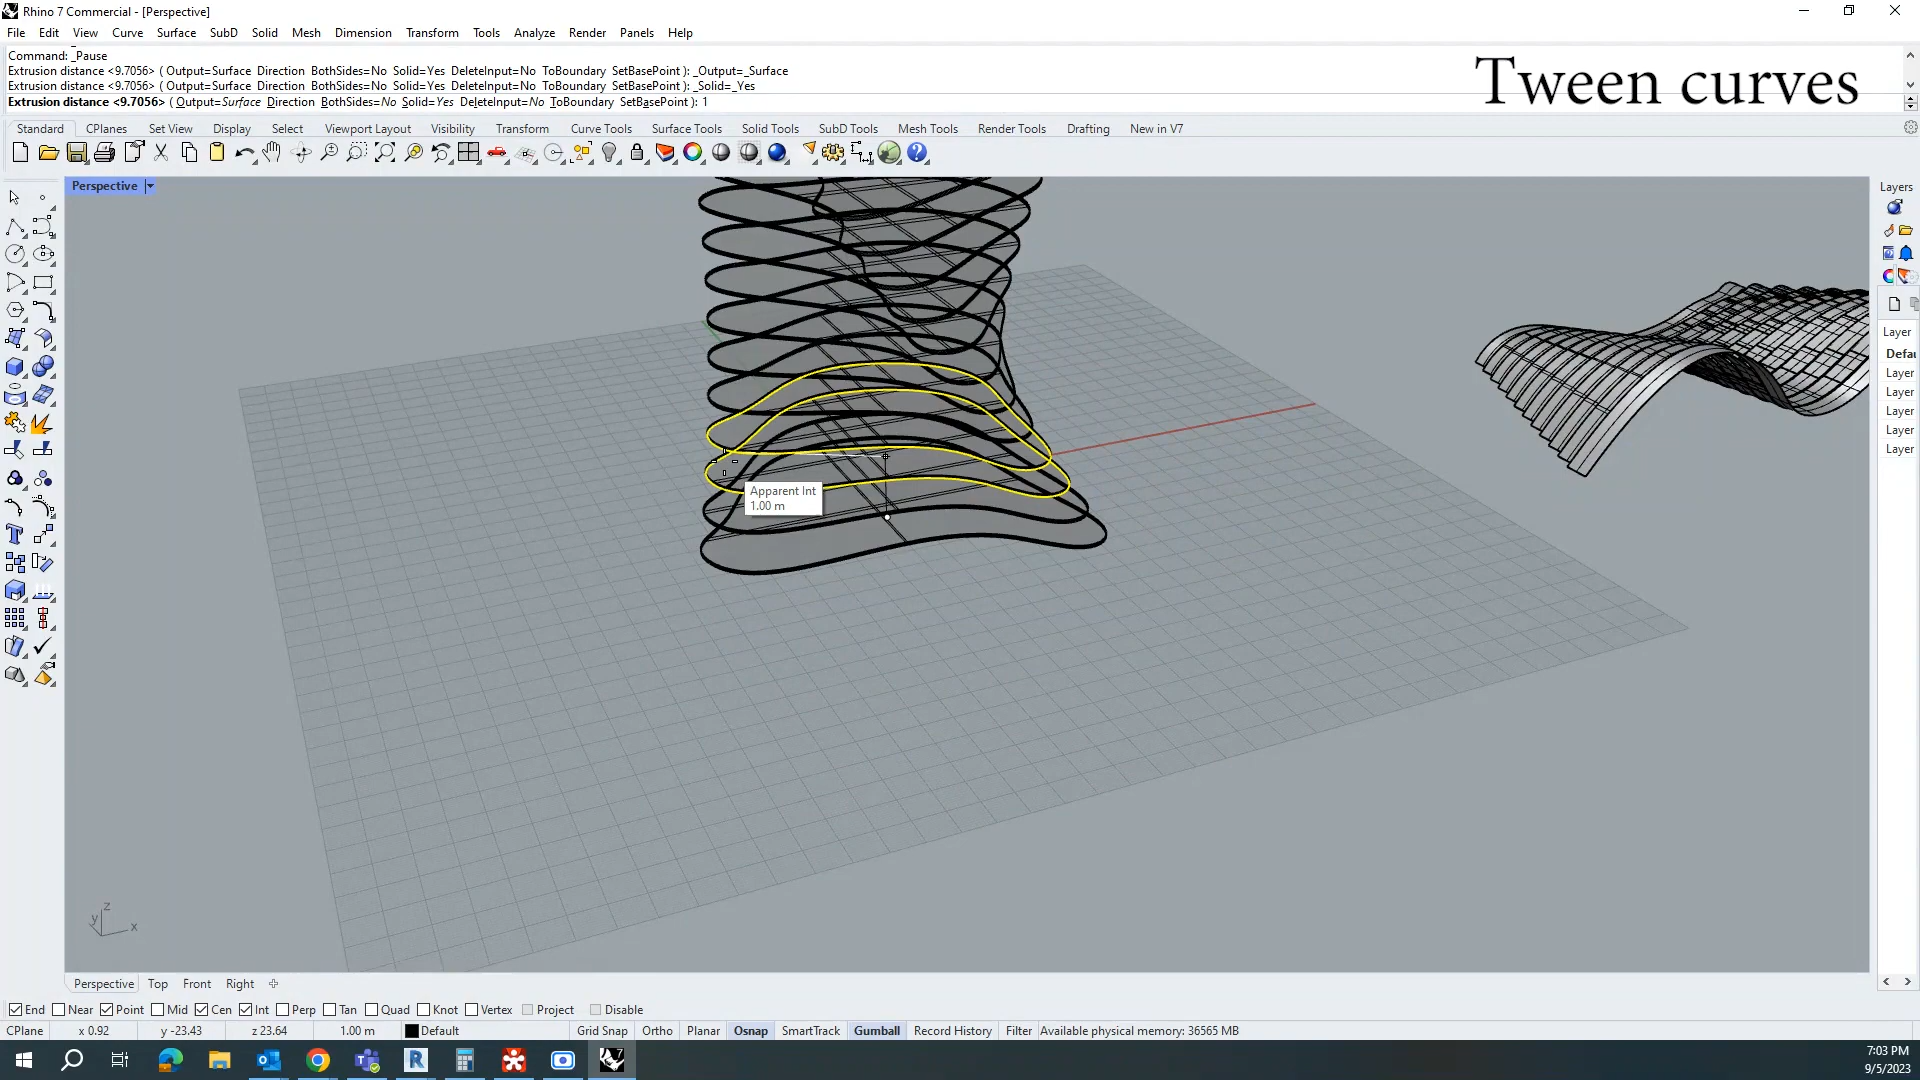 Rhino 7 Commercial - [Perspective]
File Edit View Curve Surface SubD Solid Mesh Dimension Transform Tools Analyze Render Panels Help
Command: _Pause
Extrusion distance <9.7056> ( Output=Surface Direction BothSides=No Solid=Yes DeleteInput=No ToBoundary SetBasePoint ): _Output=_Surface
Extrusion distance <9.7056> ( Output=Surface Direction BothSides=No Solid=Yes DeleteInput=No ToBoundary SetBasePoint ): _Solid=_Yes
Extrusion distance <9.7056> ( Output=Surface Direction BothSides=No Solid=Yes DeleteInput=No ToBoundary SetBasePoint ): 1
Tween curves
Standard CPlanes Set View Display Select Viewport Layout Visibility Transform Curve Tools Surface Tools Solid Tools SubD Tools Mesh Tools Render Tools Drafting New in V7
Perspective
Layers
Layer
Defau
Layer
Layer
Layer
Layer
Layer
Apparent Int
1.00 m
z
y
x
Perspective Top Front Right
End Near Point Mid Cen Int Perp Tan Quad Knot Vertex Project Disable
CPlane x 0.92 y -23.43 z 23.64 1.00 m Default Grid Snap Ortho Planar Osnap SmartTrack Gumball Record History Filter Available physical memory: 36565 MB
7:03 PM
9/5/2023